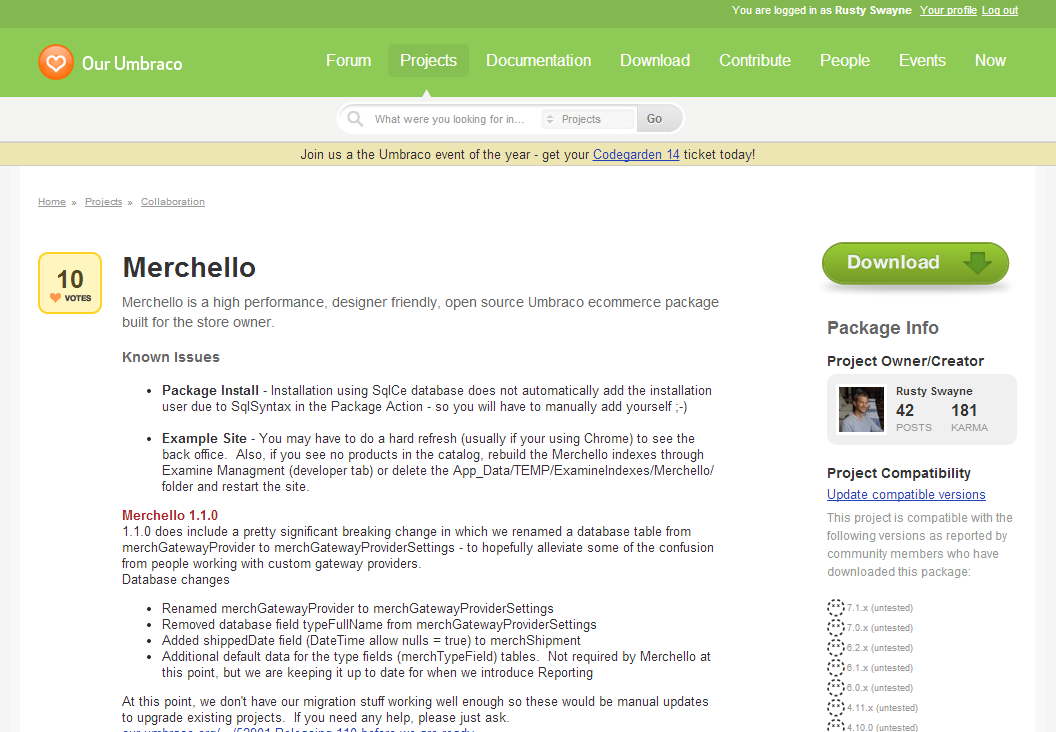 You are logged in as Rusty Swayne Your profile Log out
Our Umbraco
Forum Projects Documentation Download Contribute People Events Now
What were you looking for in... Projects Go
Join us a the Umbraco event of the year - get your Codegarden 14 ticket today!
Home » Projects » Collaboration
10
VOTES
Merchello
Merchello is a high performance, designer friendly, open source Umbraco ecommerce package
built for the store owner.
Known Issues
• Package Install - Installation using SqlCe database does not automatically add the installation
user due to SqlSyntax in the Package Action - so you will have to manually add yourself ;-)
• Example Site - You may have to do a hard refresh (usually if your using Chrome) to see the
back office. Also, if you see no products in the catalog, rebuild the Merchello indexes through
Examine Managment (developer tab) or delete the App_Data/TEMP/ExamineIndexes/Merchello/
folder and restart the site.
Merchello 1.1.0
1.1.0 does include a pretty significant breaking change in which we renamed a database table from
merchGatewayProvider to merchGatewayProviderSettings - to hopefully alleviate some of the confusion
from people working with custom gateway providers.
Database changes
• Renamed merchGatewayProvider to merchGatewayProviderSettings
• Removed database field typeFullName from merchGatewayProviderSettings
• Added shippedDate field (DateTime allow nulls = true) to merchShipment
• Additional default data for the type fields (merchTypeField) tables. Not required by Merchello at
this point, but we are keeping it up to date for when we introduce Reporting
At this point, we don't have our migration stuff working well enough so these would be manual updates
to upgrade existing projects. If you need any help, please just ask.
Download
Package Info
Project Owner/Creator
Rusty Swayne
42 181
POSTS KARMA
Project Compatibility
Update compatible versions
This project is compatible with the
following versions as reported by
community members who have
downloaded this package:
7.1.x (untested)
7.0.x (untested)
6.2.x (untested)
6.1.x (untested)
6.0.x (untested)
4.11.x (untested)
4.10.0 (untested)